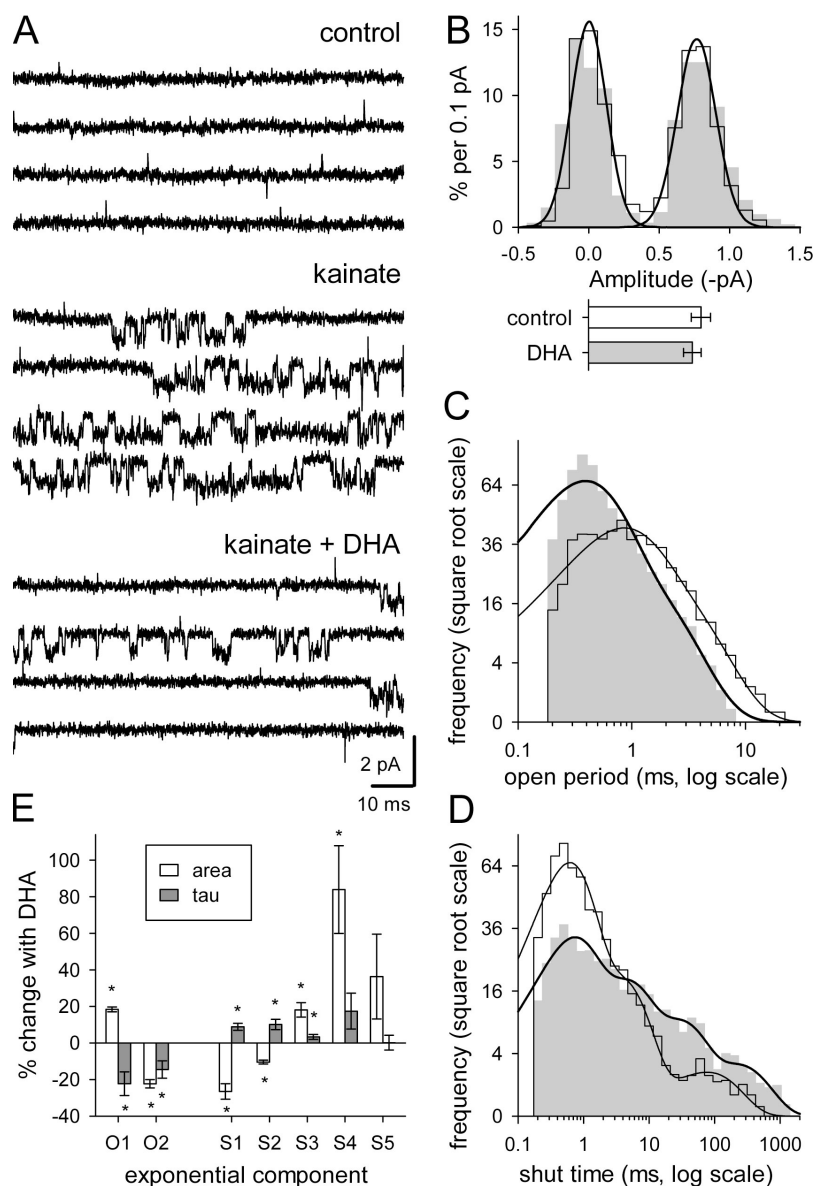 A
control
kainate
kainate + DHA
2 pA
10 ms
B
% per 0.1 pA
15
10
5
0
-0.5 0.0 0.5 1.0 1.5
Amplitude (-pA)
control
DHA
C
frequency (square root scale)
64
36
16
4
0
0.1 1 10
open period (ms, log scale)
D
frequency (square root scale)
64
36
16
4
0
0.1 1 10 100 1000
shut time (ms, log scale)
E
% change with DHA
100
80
60
40
20
0
-20
-40
area
tau
* * * * * * * * * * *
O1 O2 S1 S2 S3 S4 S5
exponential component